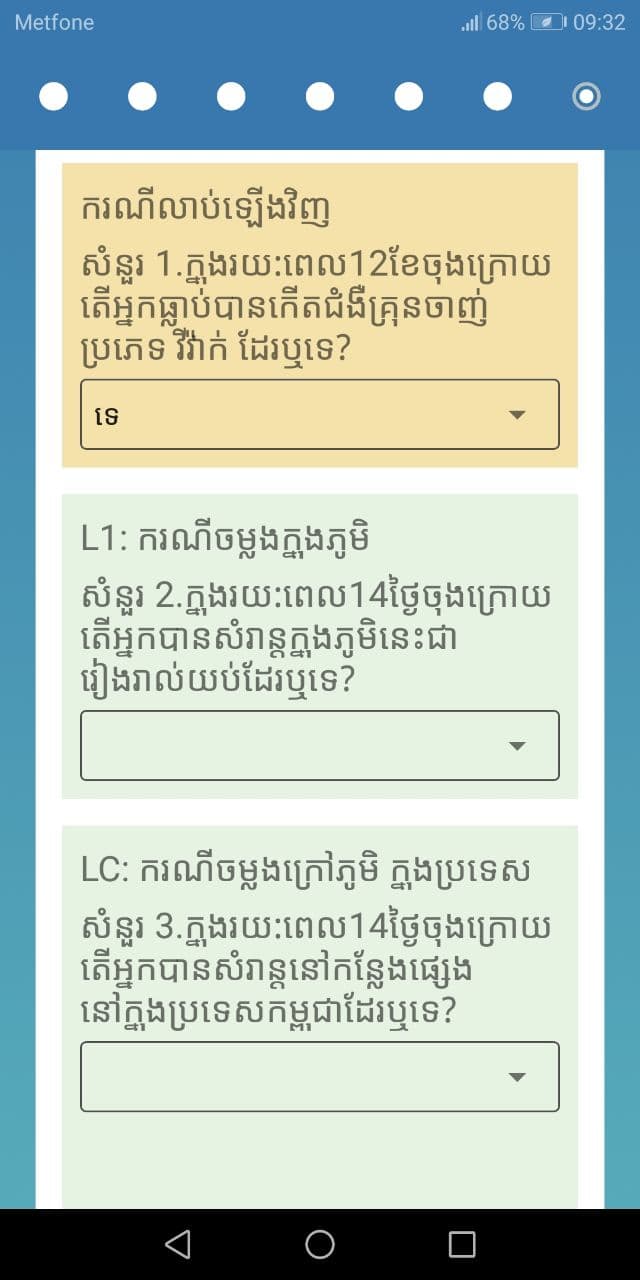 Metfone 68% 09:32
ករណីលាប់ឡើងវិញ
សំនួរ 1.ក្នុងរយ:ពេល12ខែចុងក្រោយ
តើអ្នកធ្លាប់បានកើតជំងឺគ្រុនចាញ់
ប្រភេទ វីវ៉ាក់ ដែរឬទេ?
ទេ
L1: ករណីចម្លងក្នុងភូមិ
សំនួរ 2.ក្នុងរយ:ពេល14ថ្ងៃចុងក្រោយ
តើអ្នកបានសំរាន្តក្នុងភូមិនេះជា
រៀងរាល់យប់ដែរឬទេ?
LC: ករណីចម្លងក្រៅភូមិ ក្នុងប្រទេស
សំនួរ 3.ក្នុងរយ:ពេល14ថ្ងៃចុងក្រោយ
តើអ្នកបានសំរាន្តនៅកន្លែងផ្សេង
នៅក្នុងប្រទេសកម្ពុជាដែរឬទេ?